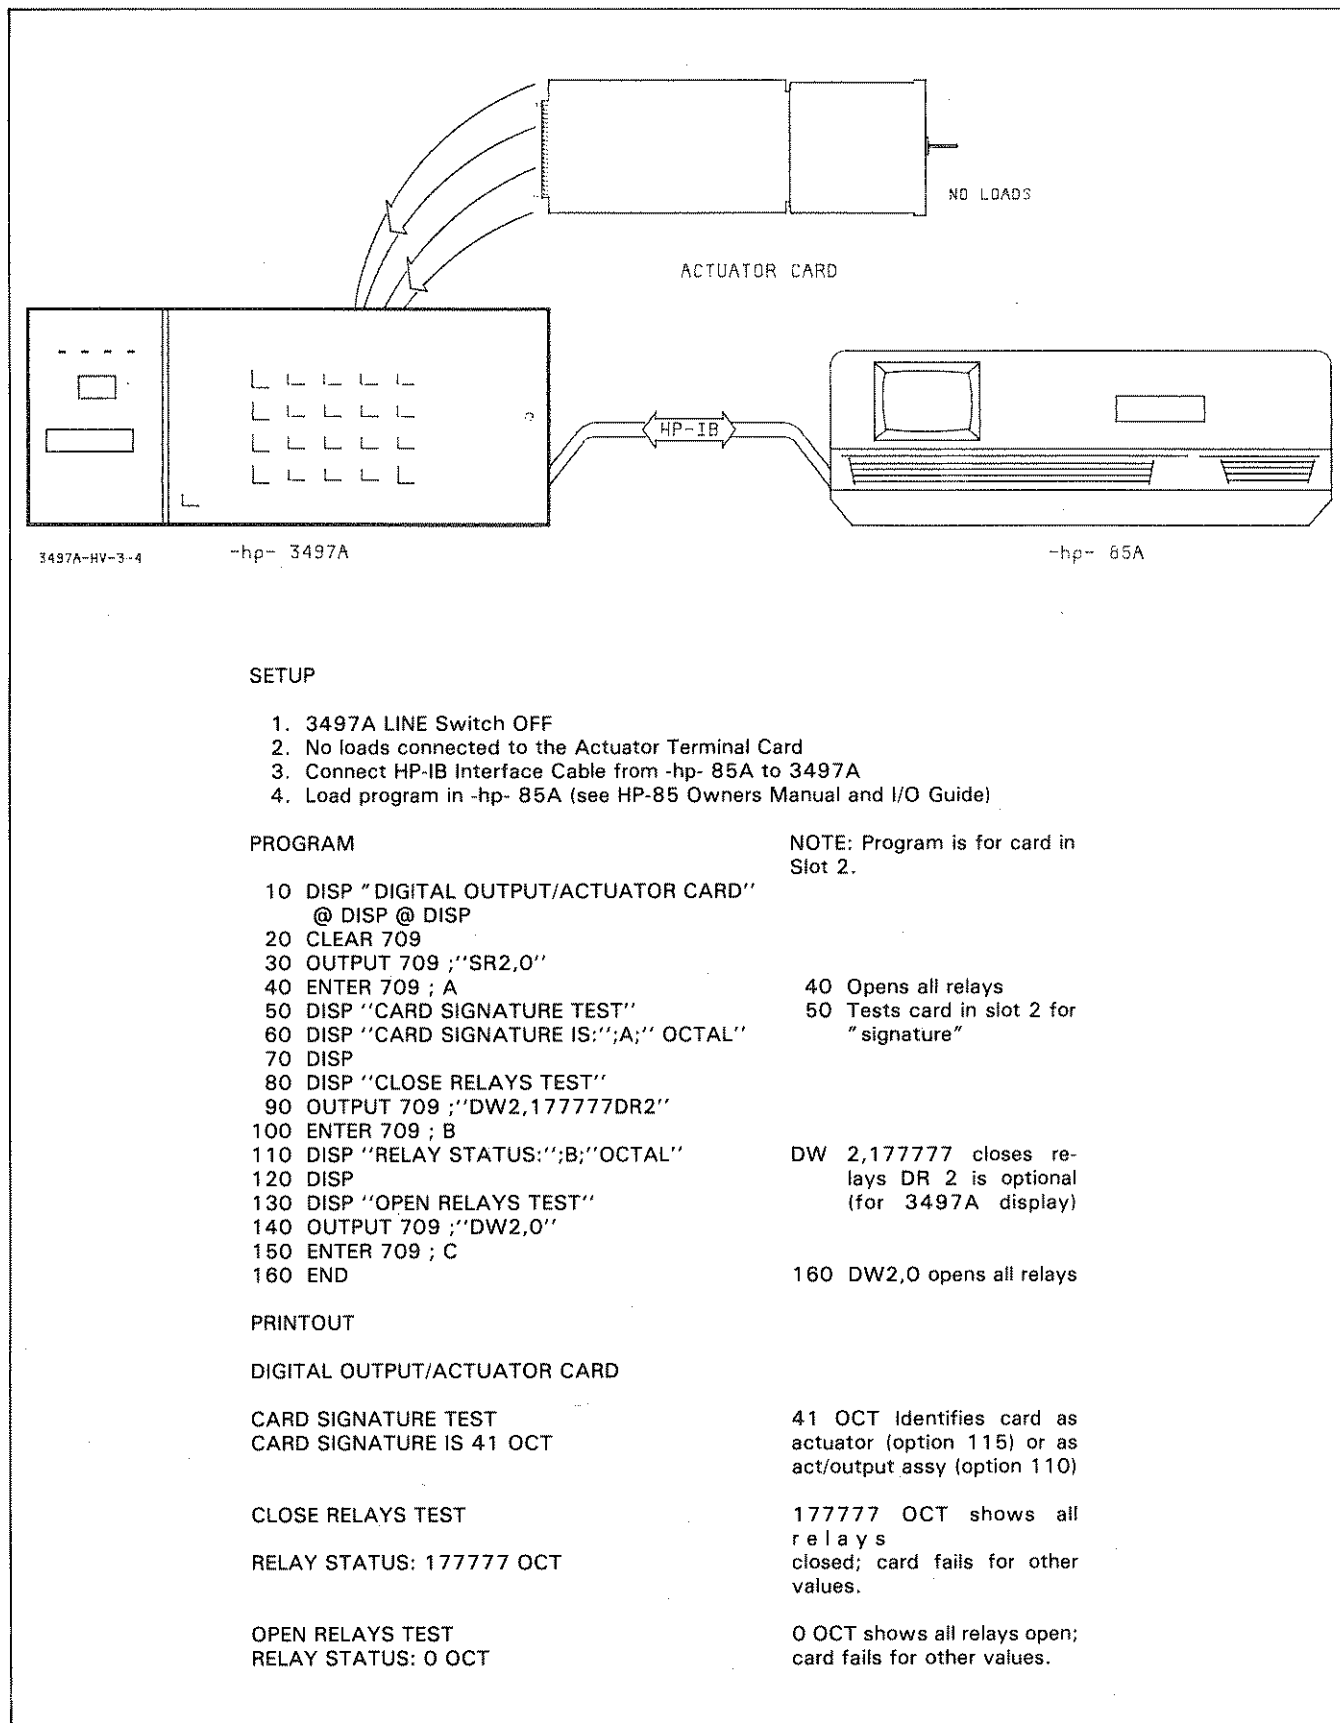 NO LOADS
ACTUATOR CARD
HP-IB
3497A-HV-3-4
-hp- 3497A
-hp- 85A
SETUP
1. 3497A LINE Switch OFF
2. No loads connected to the Actuator Terminal Card
3. Connect HP-IB Interface Cable from -hp- 85A to 3497A
4. Load program in -hp- 85A (see HP-85 Owners Manual and I/O Guide)
PROGRAM
NOTE: Program is for card in
Slot 2.
10 DISP "DIGITAL OUTPUT/ACTUATOR CARD"
@ DISP @ DISP
20 CLEAR 709
30 OUTPUT 709 ;''SR2,0''
40 ENTER 709 ; A
40 Opens all relays
50 DISP "CARD SIGNATURE TEST"
50 Tests card in slot 2 for
"signature"
60 DISP "CARD SIGNATURE IS:'';A;'' OCTAL''
70 DISP
80 DISP ''CLOSE RELAYS TEST''
90 OUTPUT 709 ;''DW2,177777DR2''
100 ENTER 709 ; B
110 DISP "RELAY STATUS:'';B;''OCTAL''
DW 2,177777 closes re-
lays DR 2 is optional
(for 3497A display)
120 DISP
130 DISP ''OPEN RELAYS TEST''
140 OUTPUT 709 ;''DW2,0''
150 ENTER 709 ; C
160 END
160 DW2,0 opens all relays
PRINTOUT
DIGITAL OUTPUT/ACTUATOR CARD
CARD SIGNATURE TEST
CARD SIGNATURE IS 41 OCT
41 OCT Identifies card as
actuator (option 115) or as
act/output assy (option 110)
CLOSE RELAYS TEST
RELAY STATUS: 177777 OCT
177777 OCT shows all
relays
closed; card fails for other
values.
OPEN RELAYS TEST
RELAY STATUS: 0 OCT
0 OCT shows all relays open;
card fails for other values.